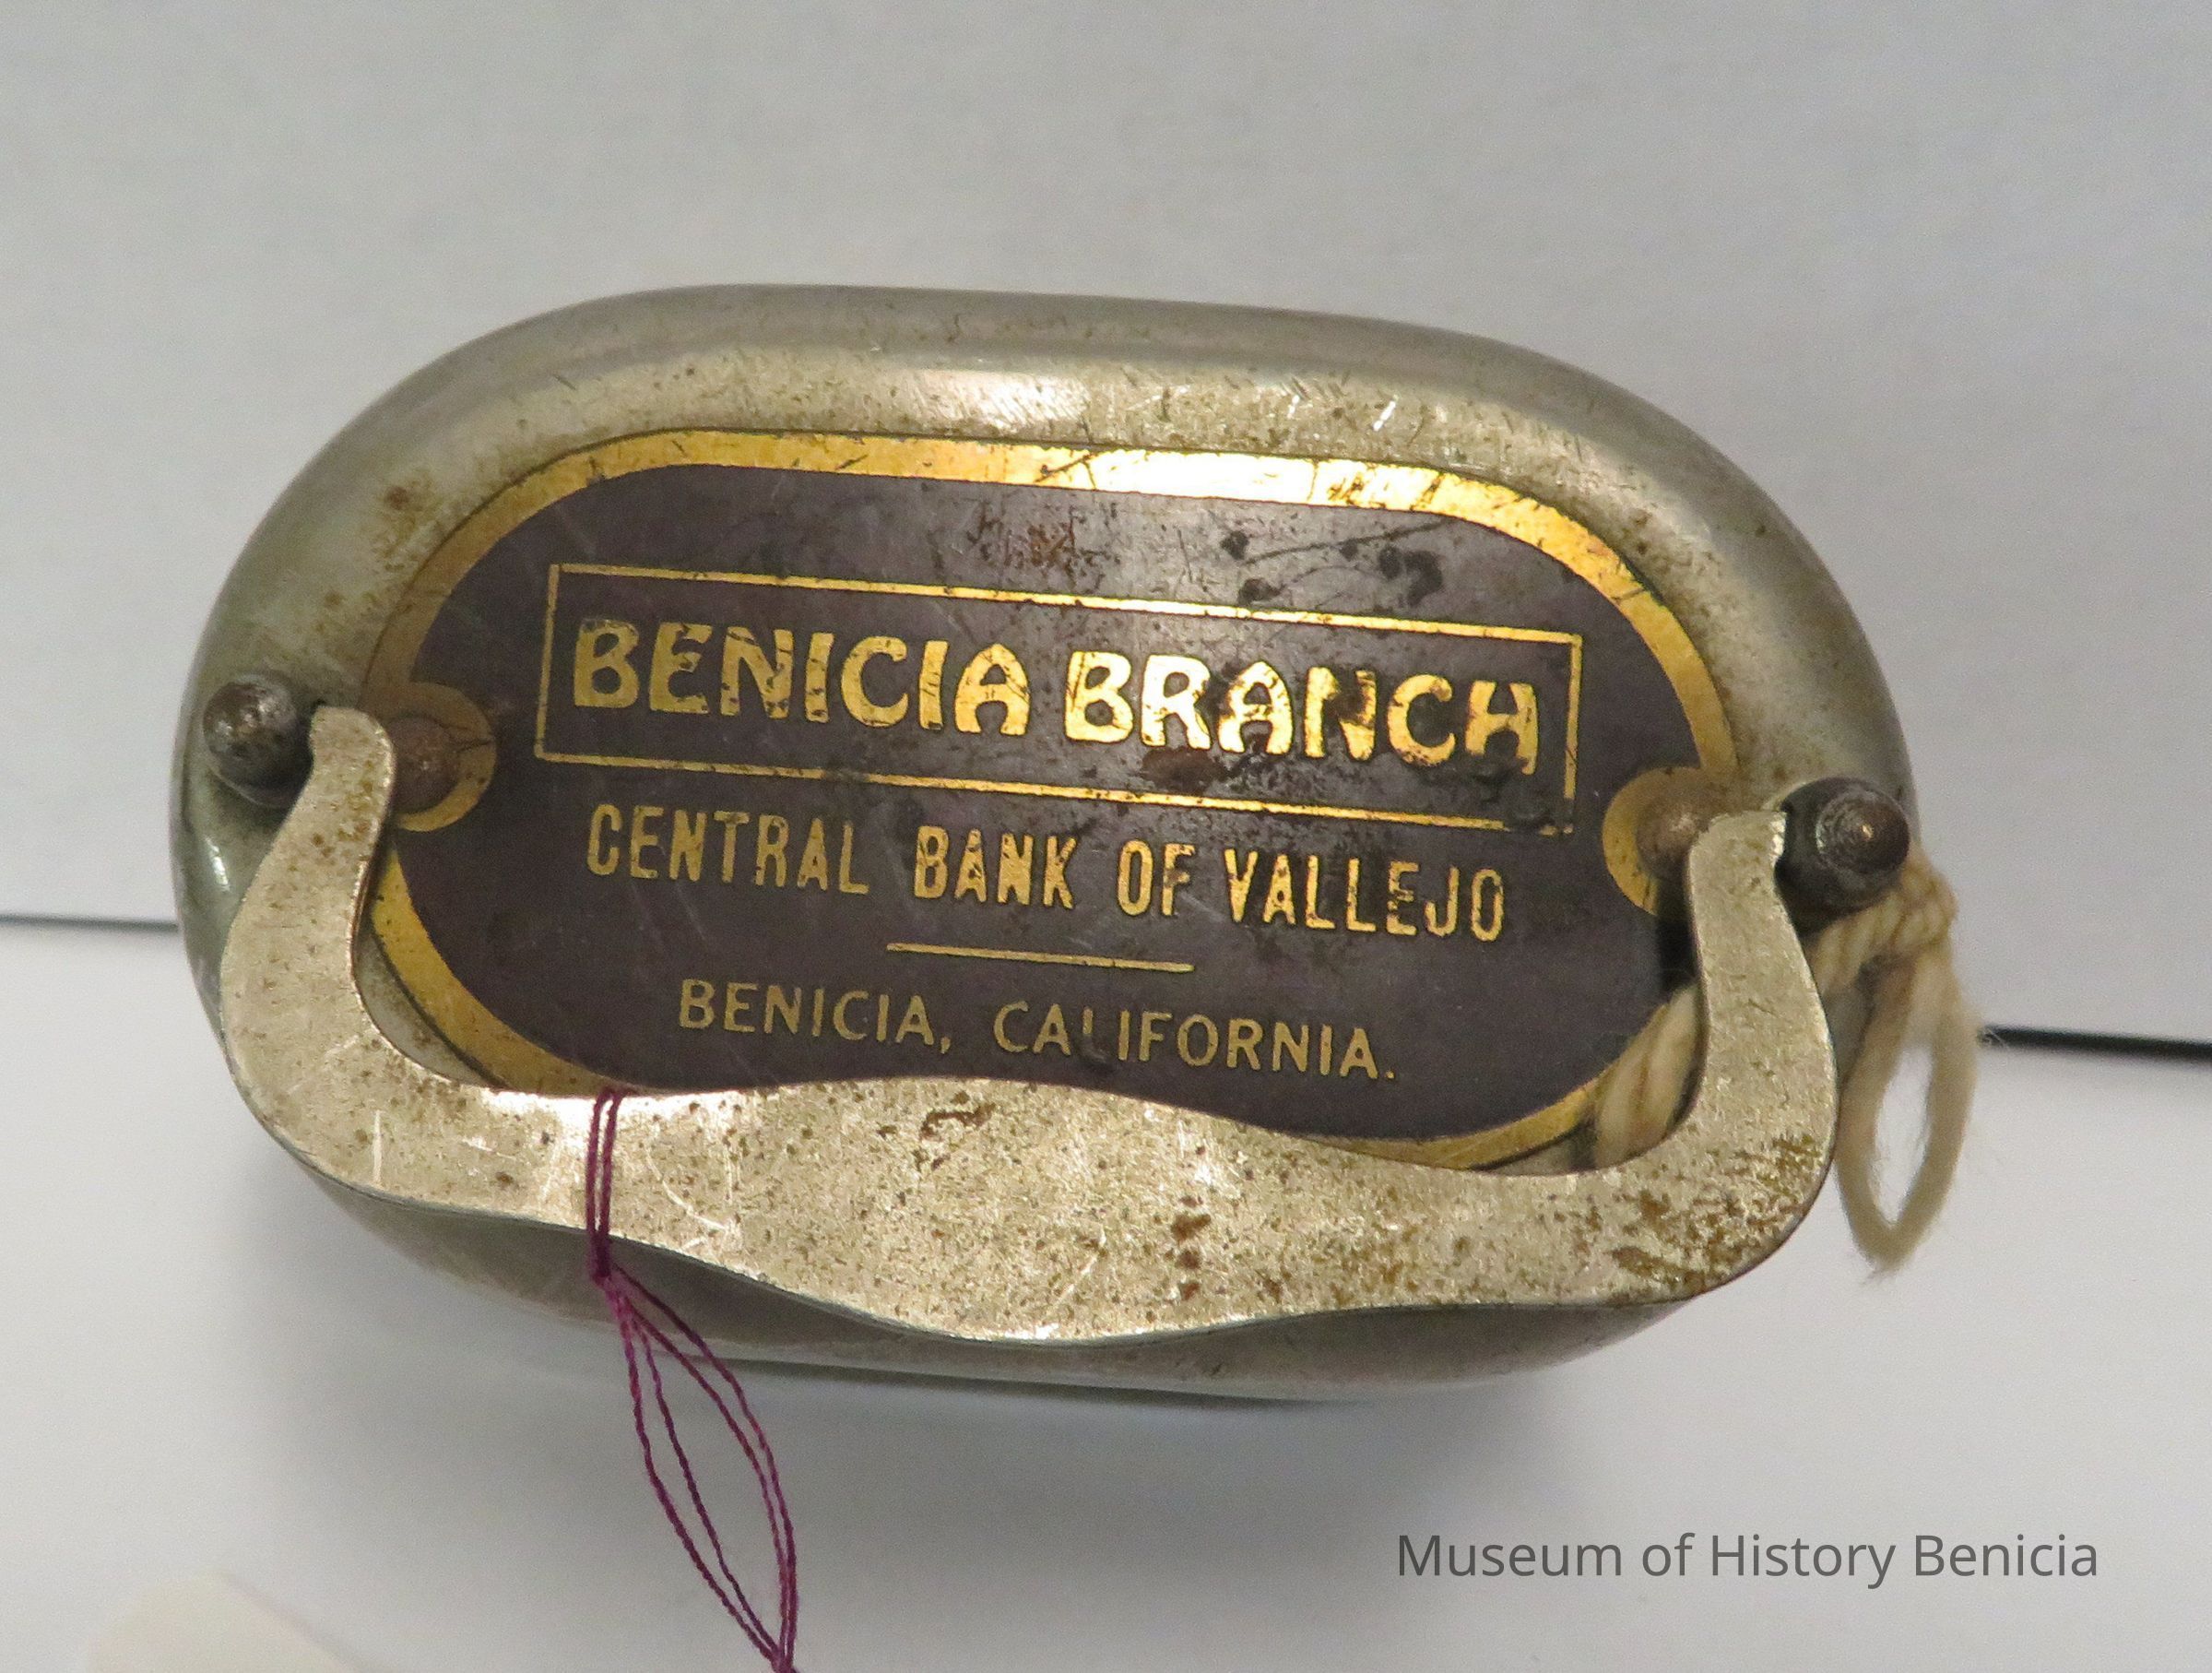 BENICIA BRANCH
CENTRAL BANK OF VALLEJO
BENICIA, CALIFORNIA.
Museum of History Benicia